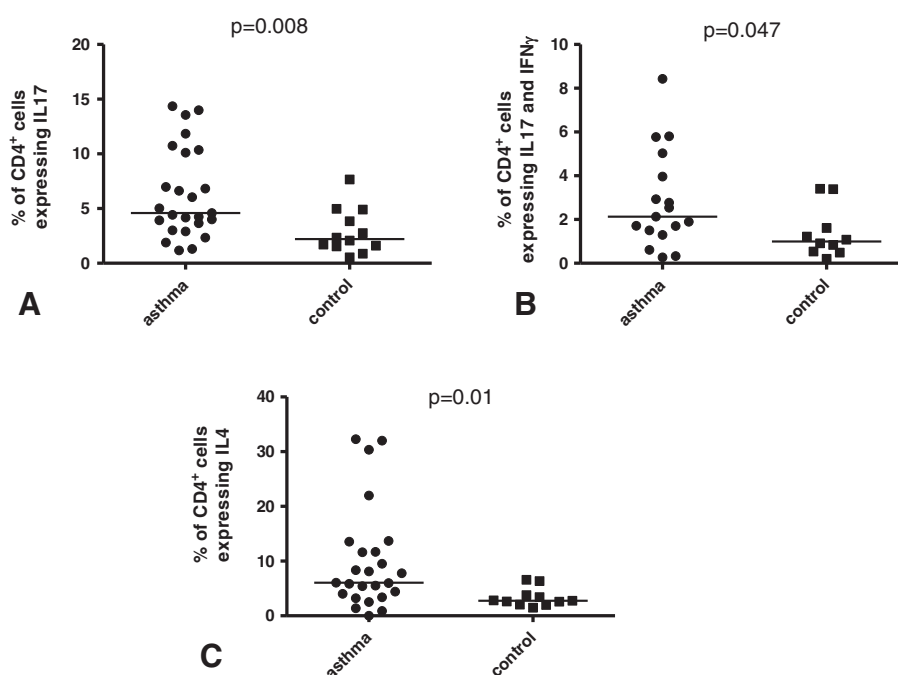 p=0.008
% of CD4⁺ cells
expressing IL17
20
15
10
5
0
asthma
control
A
p=0.047
% of CD4⁺ cells
expressing IL17 and IFNγ
10
8
6
4
2
0
asthma
control
B
p=0.01
% of CD4⁺ cells
expressing IL4
40
30
20
10
0
asthma
control
C